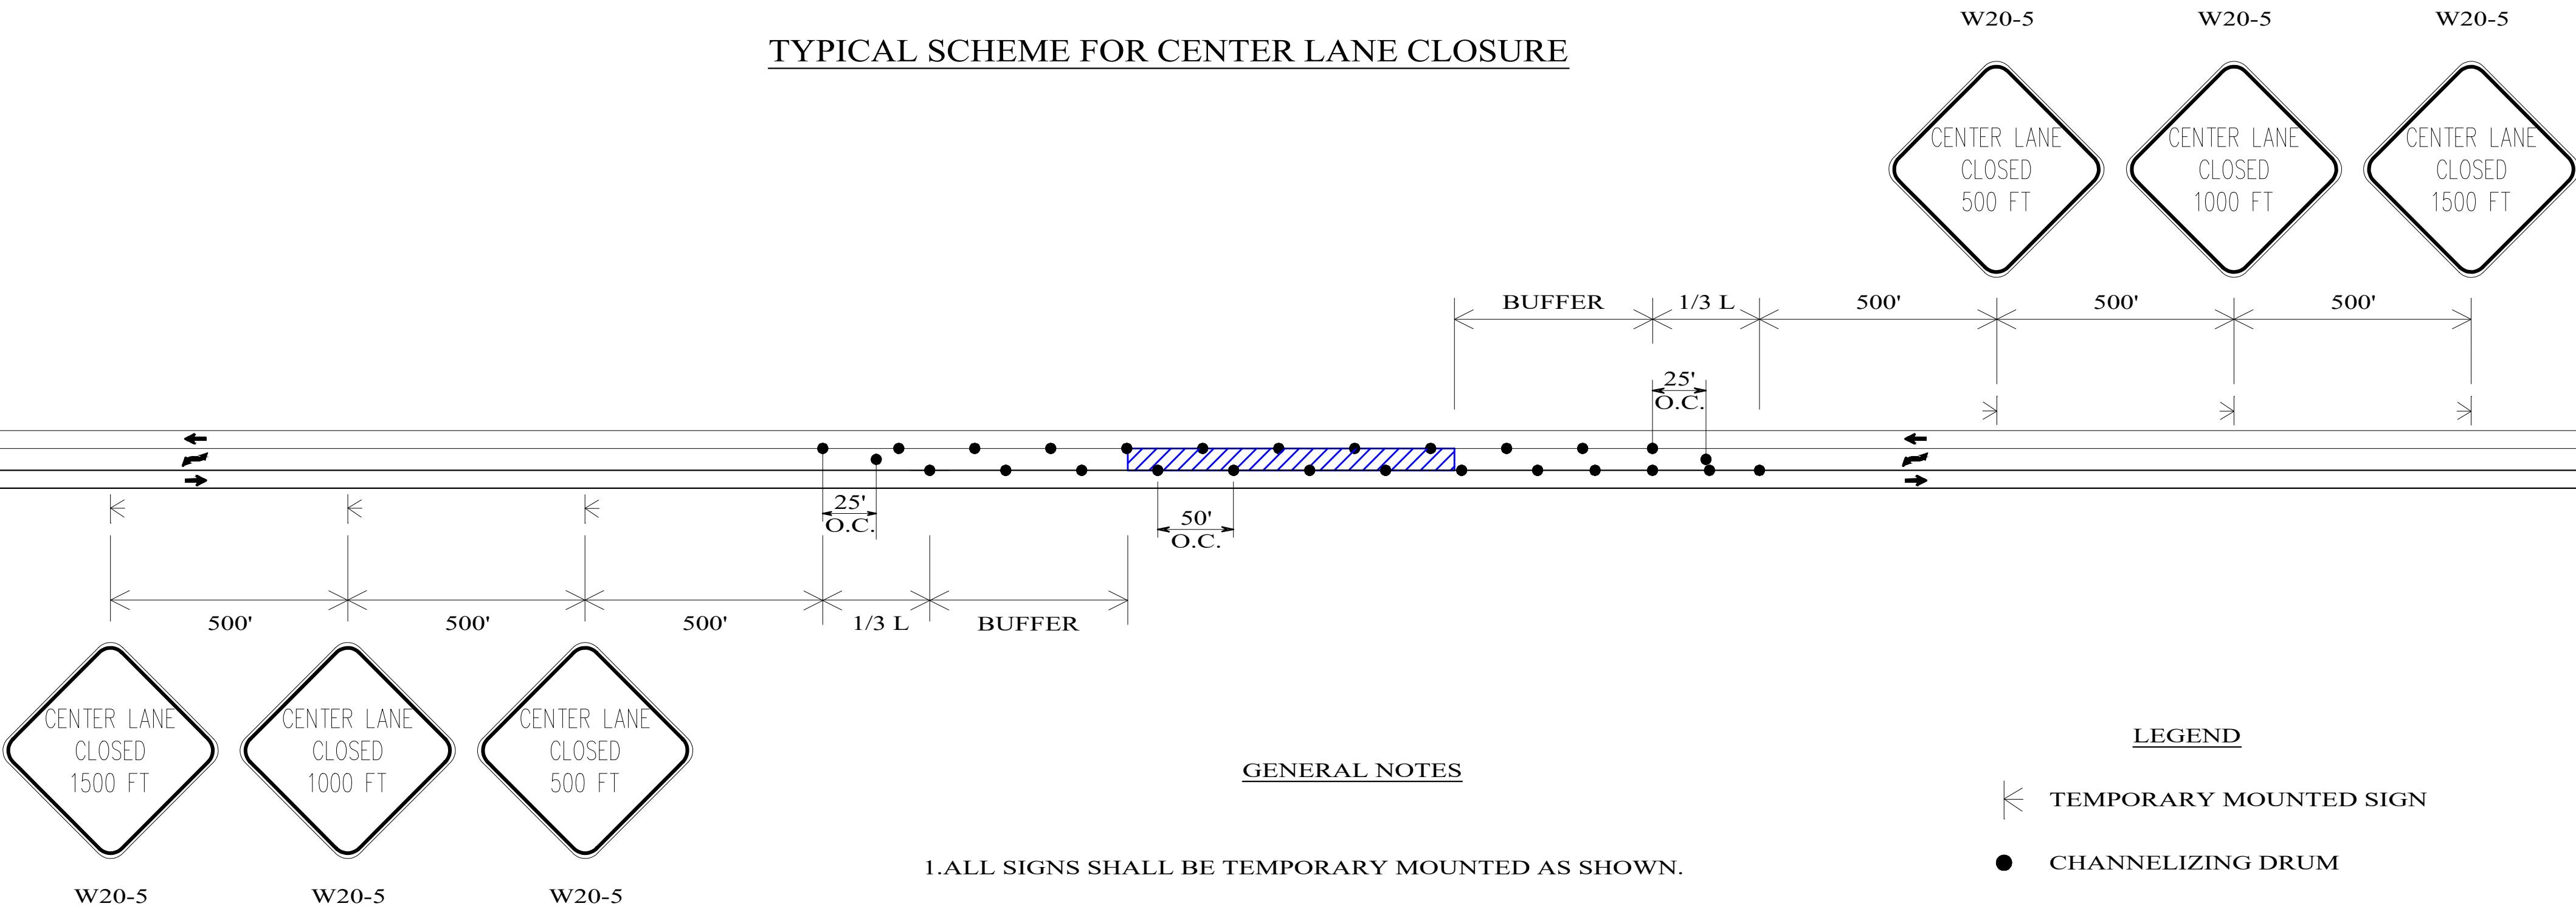 W20-5 W20-5 W20-5
TYPICAL SCHEME FOR CENTER LANE CLOSURE
CENTER LANE
CLOSED
500 FT
CENTER LANE
CLOSED
1000 FT
CENTER LANE
CLOSED
1500 FT
BUFFER 1/3 L 500' 500' 500'
25'
O.C.
25'
O.C.
50'
O.C.
500' 500' 500' 1/3 L BUFFER
CENTER LANE
CLOSED
1500 FT
CENTER LANE
CLOSED
1000 FT
CENTER LANE
CLOSED
500 FT
W20-5 W20-5 W20-5
GENERAL NOTES
1.ALL SIGNS SHALL BE TEMPORARY MOUNTED AS SHOWN.
LEGEND
TEMPORARY MOUNTED SIGN
CHANNELIZING DRUM